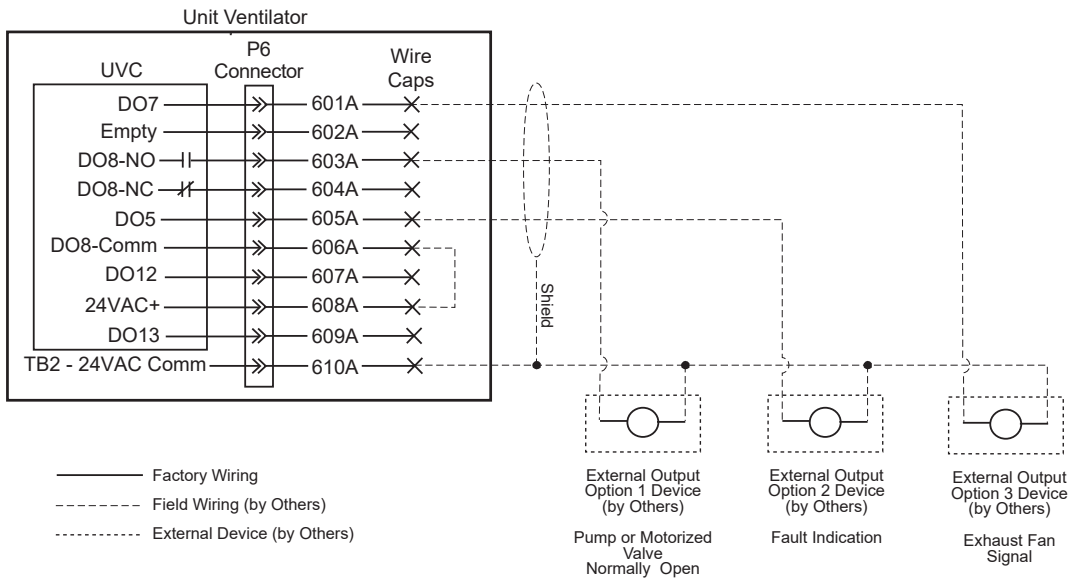 Unit Ventilator
P6
Connector
Wire
Caps
UVC
DO7
601A
Empty
602A
DO8-NO
603A
DO8-NC
604A
DO5
605A
DO8-Comm
606A
DO12
607A
24VAC+
608A
DO13
609A
TB2 - 24VAC Comm
610A
Shield
Factory Wiring
Field Wiring (by Others)
External Device (by Others)
External Output
Option 1 Device
(by Others)
Pump or Motorized
Valve
Normally Open
External Output
Option 2 Device
(by Others)
Fault Indication
External Output
Option 3 Device
(by Others)
Exhaust Fan
Signal